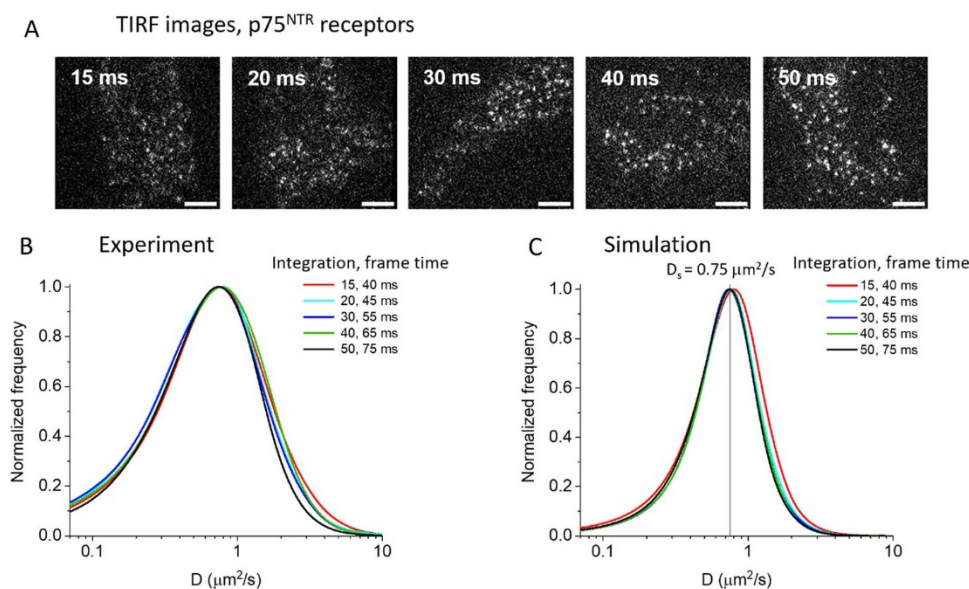 A
TIRF images, p75NTR receptors
15 ms
20 ms
30 ms
40 ms
50 ms
B
Experiment
Integration, frame time
15, 40 ms
20, 45 ms
30, 55 ms
40, 65 ms
50, 75 ms
Normalized frequency
1.0
0.8
0.6
0.4
0.2
0.0
0.1
1
10
D (μm²/s)
C
Simulation
Dₛ = 0.75 μm²/s
Integration, frame time
15, 40 ms
20, 45 ms
30, 55 ms
40, 65 ms
50, 75 ms
Normalized frequency
1.0
0.8
0.6
0.4
0.2
0.0
0.1
1
10
D (μm²/s)